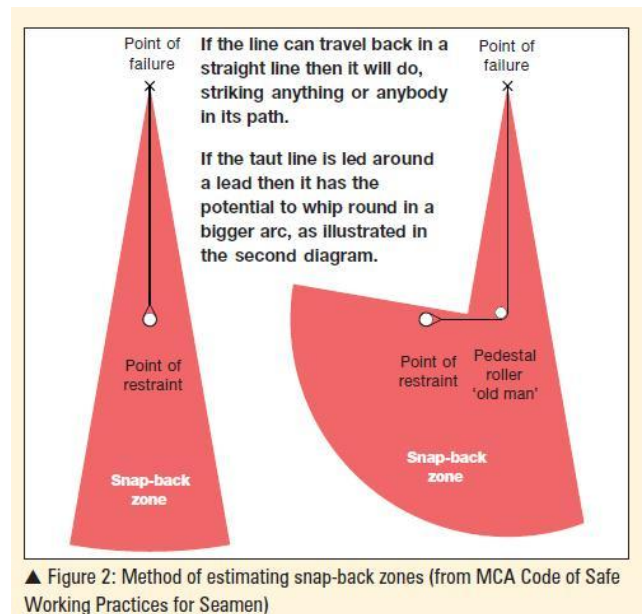 Point of
failure
If the line can travel back in a
straight line then it will do,
striking anything or anybody
in its path.
If the taut line is led around
a lead then it has the
potential to whip round in a
bigger arc, as illustrated in
the second diagram.
Point of
failure
Point of
restraint
Snap-back
zone
Point of
restraint
Pedestal
roller
'old man'
Snap-back
zone
▲ Figure 2: Method of estimating snap-back zones (from MCA Code of Safe
Working Practices for Seamen)